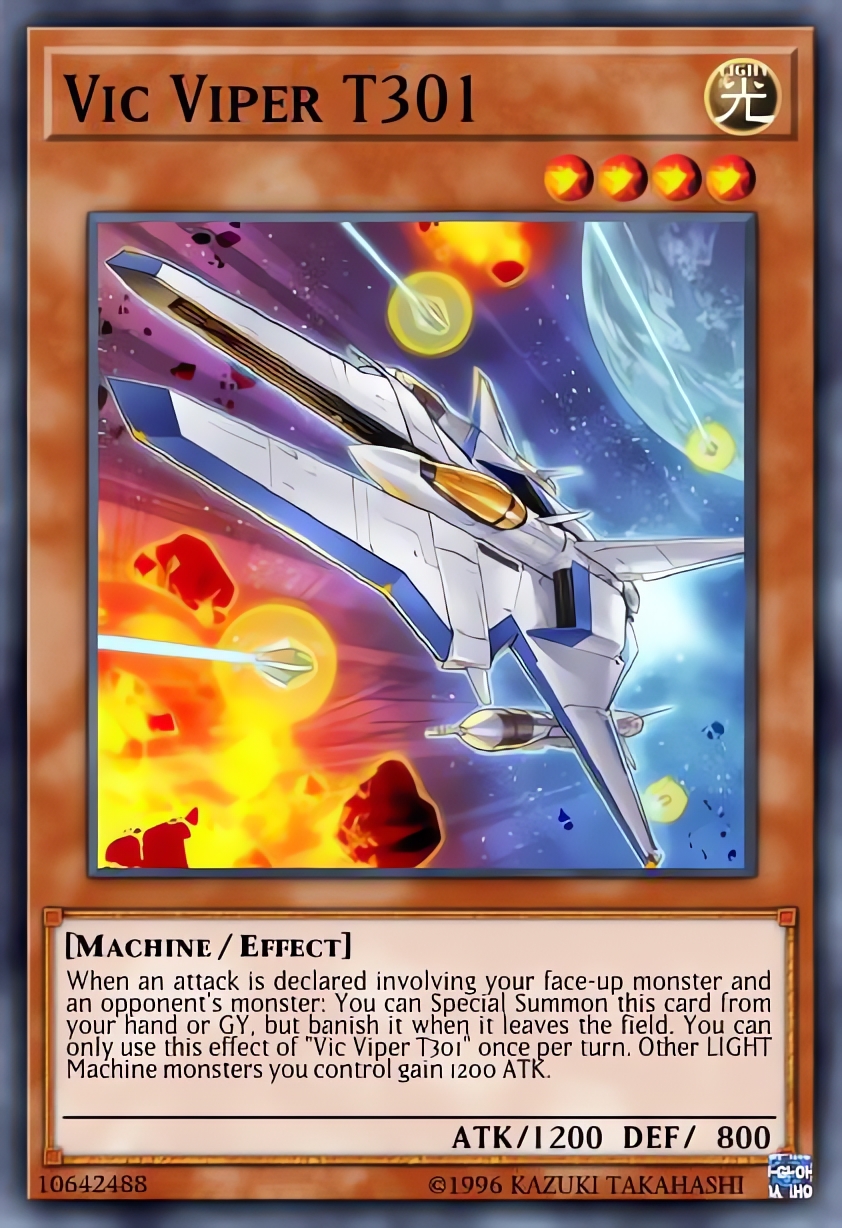 Vic Viper T301
LIGHT
光
[Machine / Effect]
When an attack is declared involving your face-up monster and
an opponent's monster: You can Special Summon this card from
your hand or GY, but banish it when it leaves the field. You can
only use this effect of "Vic Viper T301" once per turn. Other LIGHT
Machine monsters you control gain 1200 ATK.
ATK/1200 DEF/ 800
10642488
©1996 KAZUKI TAKAHASHI